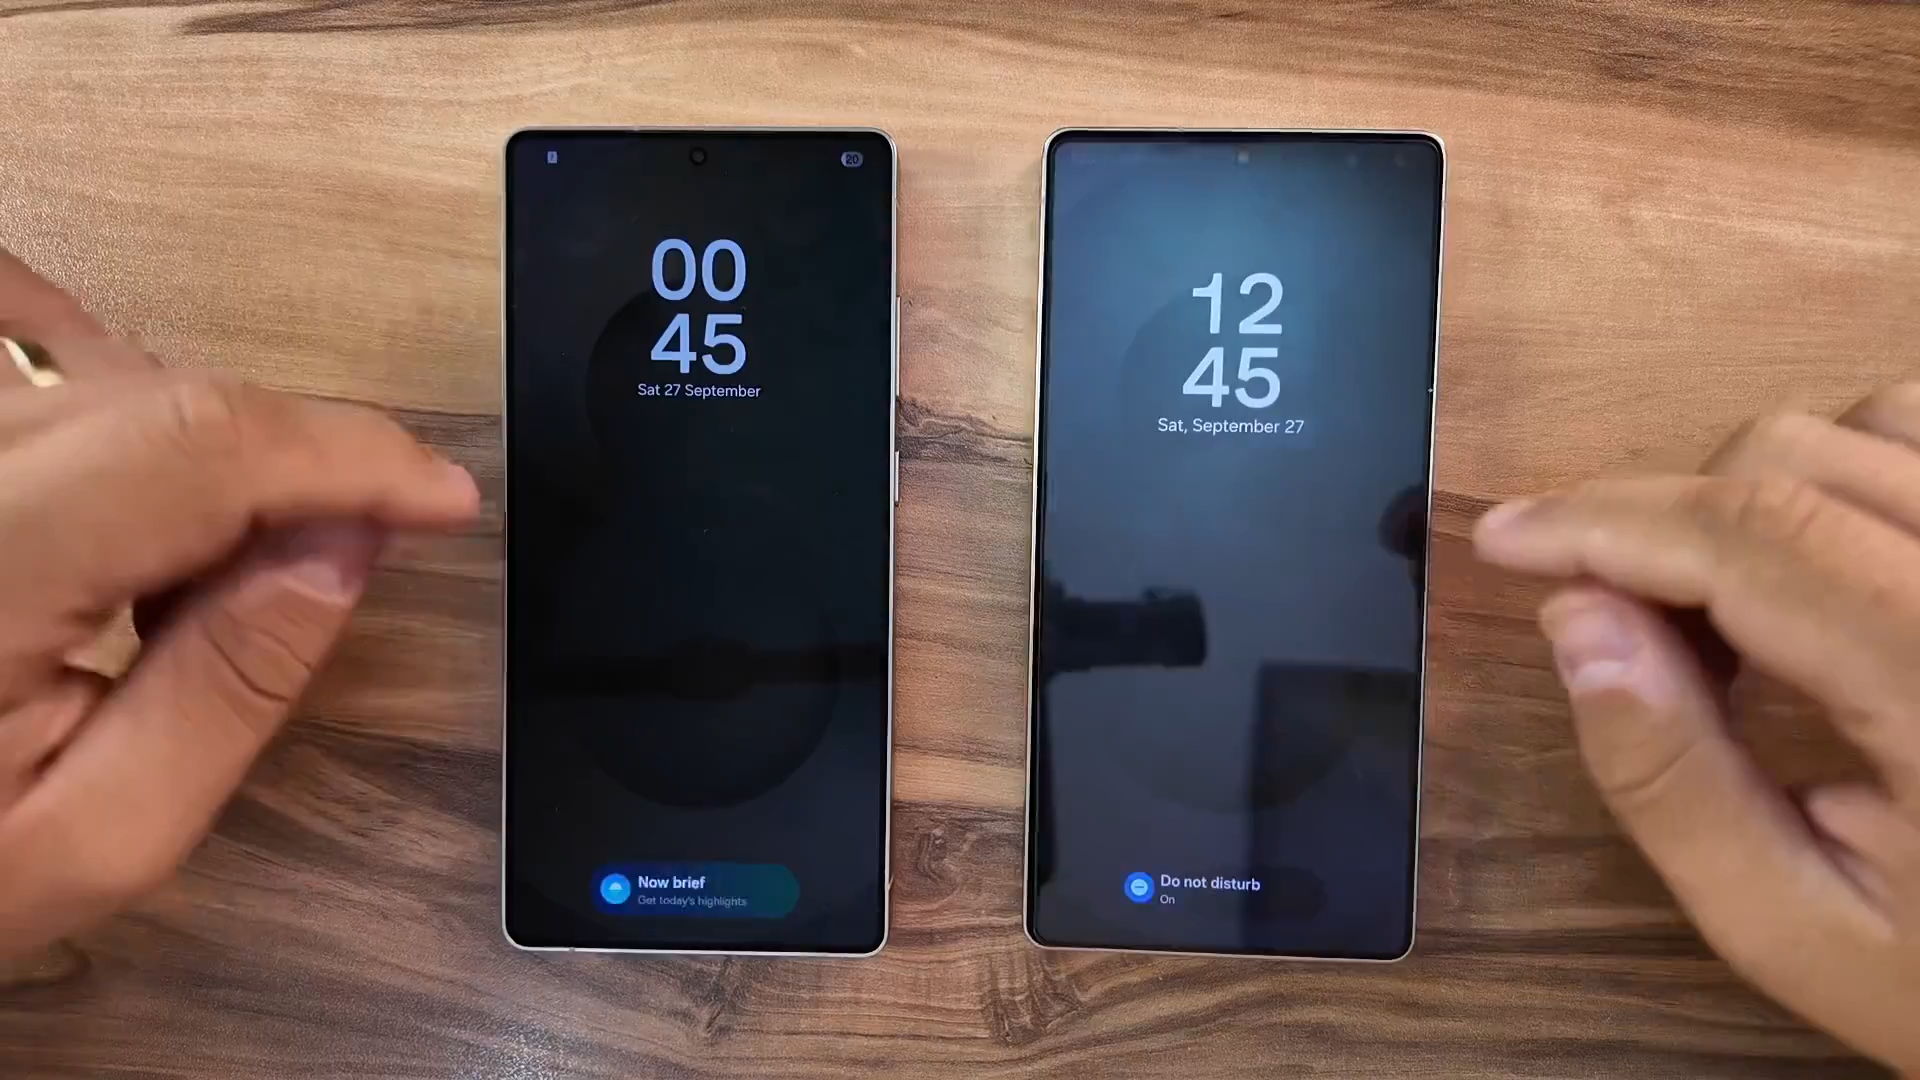 20
00
45
Sat 27 September
Now brief
Get today's highlights
12
45
Sat, September 27
Do not disturb
On